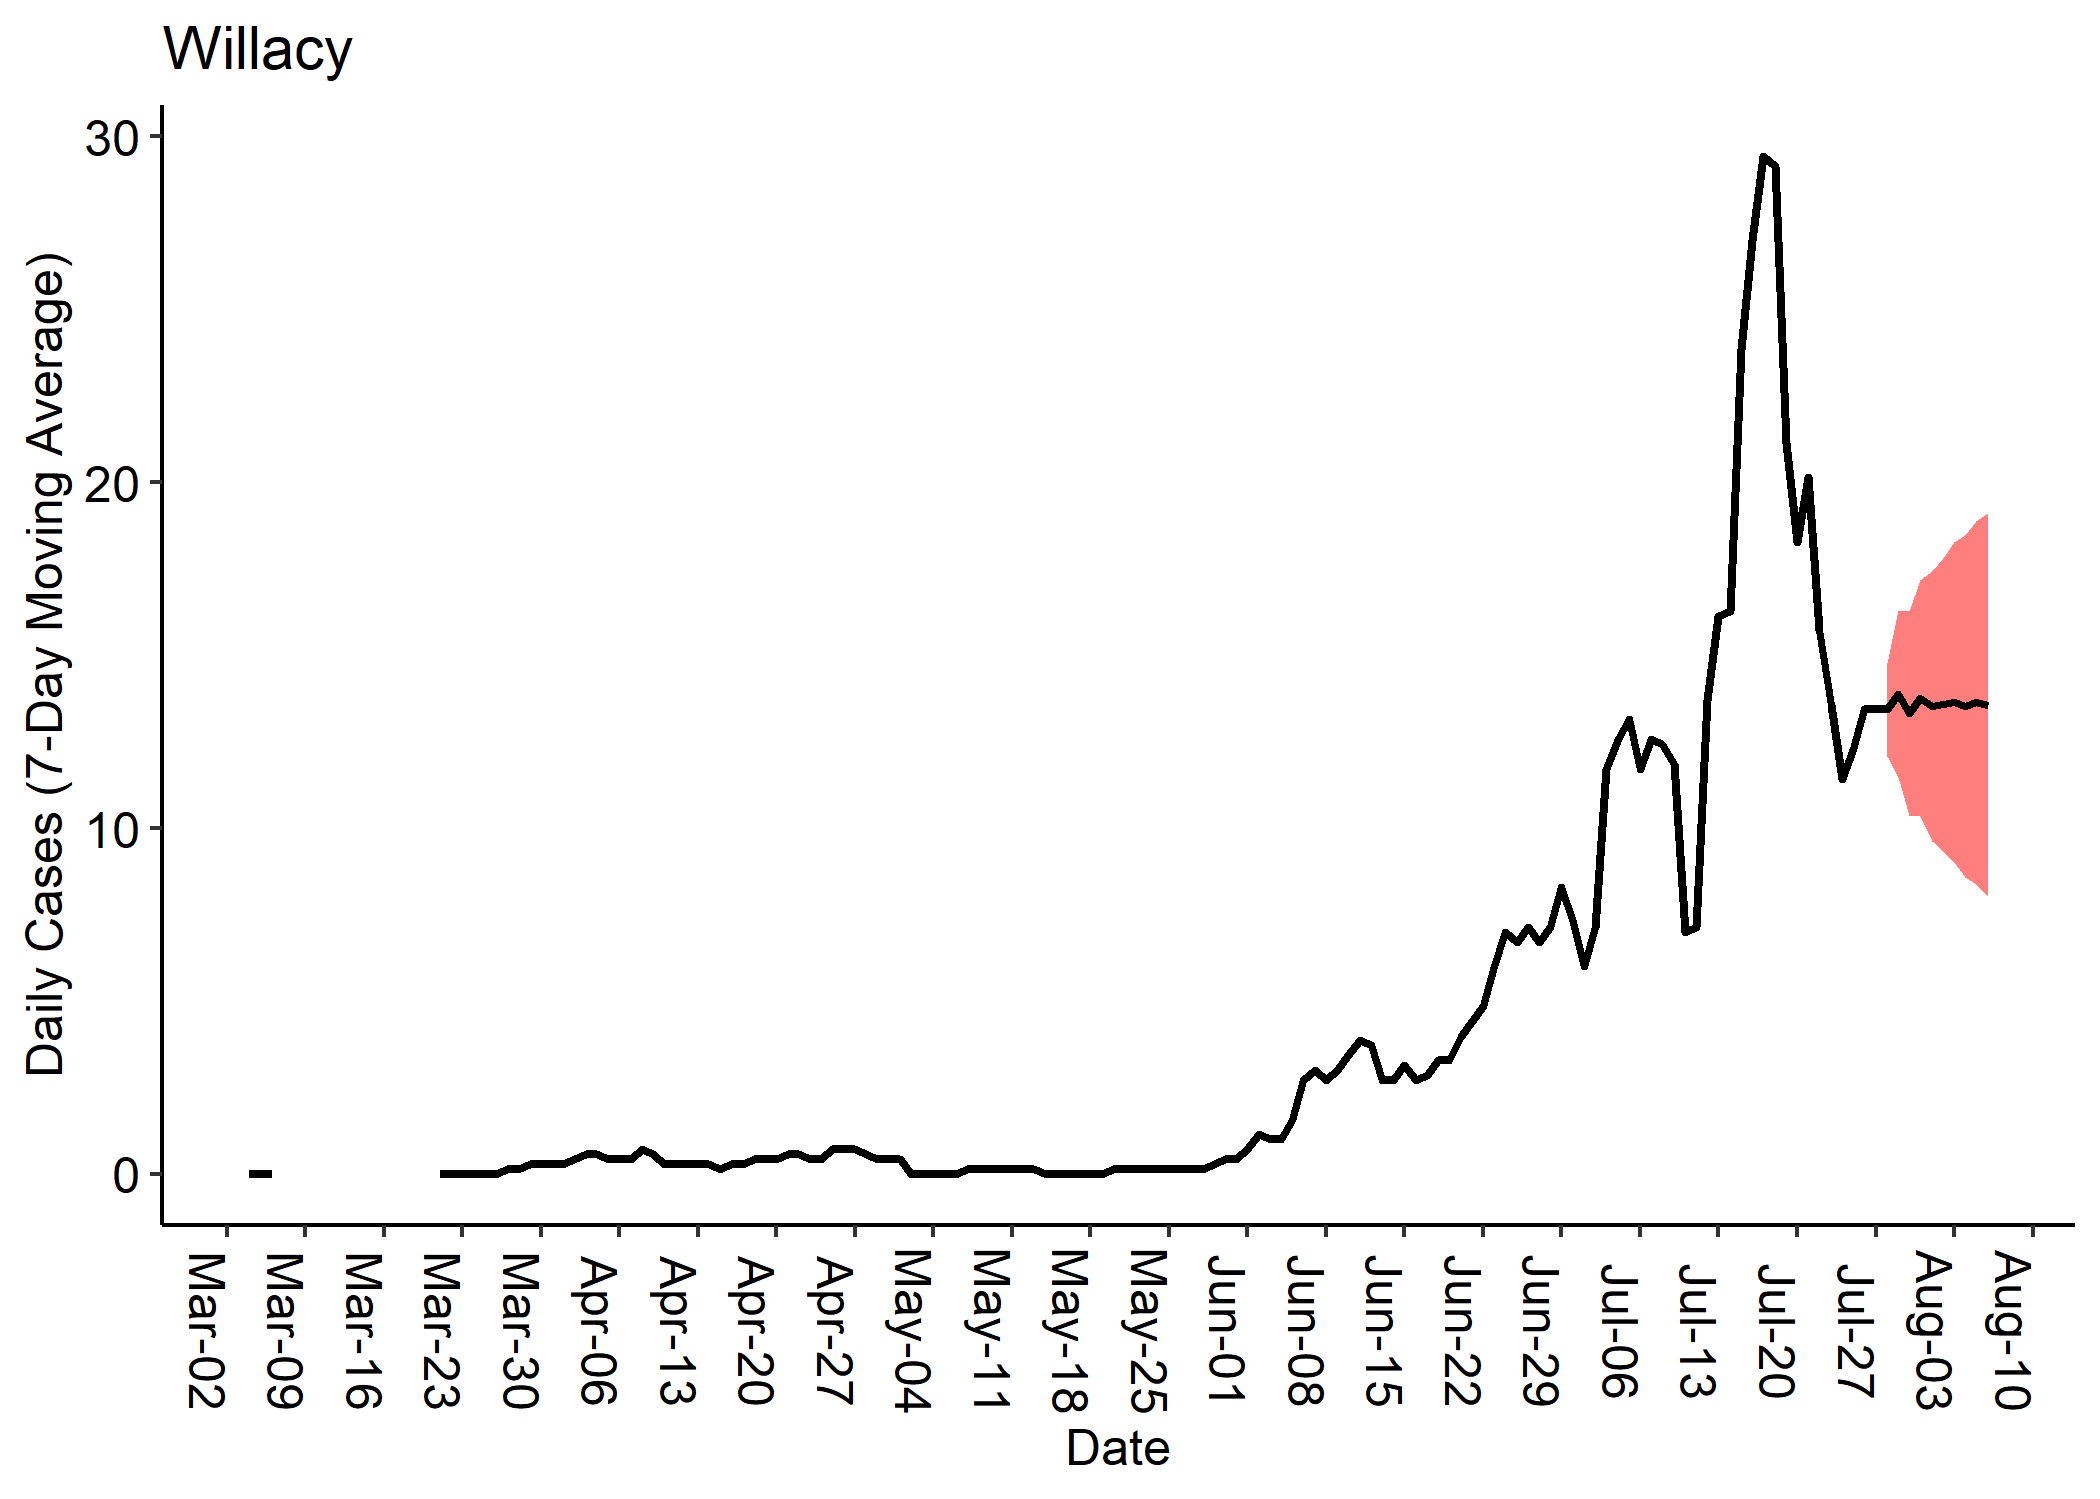 Willacy
Daily Cases (7-Day Moving Average)
30
20
10
0
Mar-02
Mar-09
Mar-16
Mar-23
Mar-30
Apr-06
Apr-13
Apr-20
Apr-27
May-04
May-11
May-18
May-25
Jun-01
Jun-08
Jun-15
Jun-22
Jun-29
Jul-06
Jul-13
Jul-20
Jul-27
Aug-03
Aug-10
Date